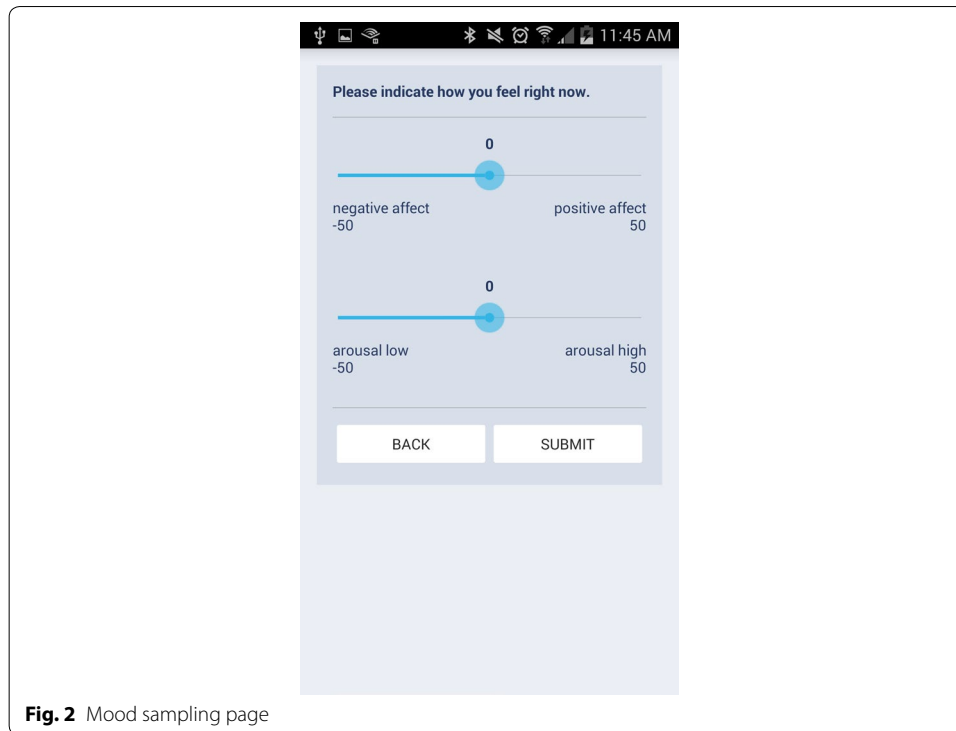 11:45 AM
Please indicate how you feel right now.
0
negative affect positive affect
-50 50
0
arousal low arousal high
-50 50
BACK SUBMIT
Fig. 2 Mood sampling page